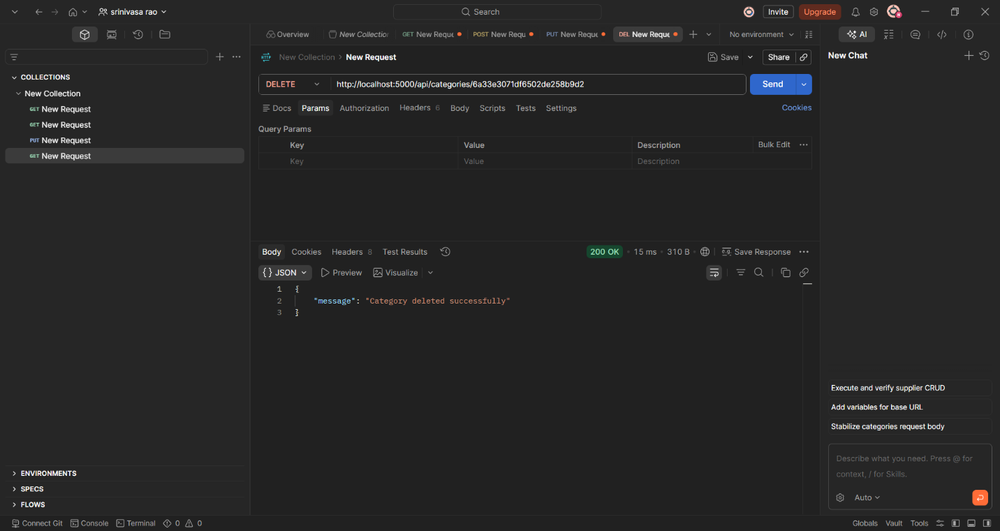 srinivasa rao
Search
Invite
Upgrade
Overview
New Collection
GET New Reque
POST New Requ
PUT New Reque
DEL New Reque
No environment
AI
New Collection > New Request
Save
Share
New Chat
COLLECTIONS
New Collection
GET New Request
GET New Request
PUT New Request
GET New Request
DELETE
http://localhost:5000/api/categories/6a33e3071df6502de258b9d2
Send
Docs
Params
Authorization
Headers 6
Body
Scripts
Tests
Settings
Cookies
Query Params
Key Value Description Bulk Edit
Key Value Description
Body
Cookies
Headers 8
Test Results
200 OK • 15 ms • 310 B
e.g. Save Response
{ } JSON
Preview
Visualize
1 {
2 "message": "Category deleted successfully"
3 }
Execute and verify supplier CRUD
Add variables for base URL
Stabilize categories request body
Describe what you need. Press @ for
context, / for Skills.
Auto
ENVIRONMENTS
SPECS
FLOWS
Connect Git
Console
Terminal
0
0
Globals
Vault
Tools